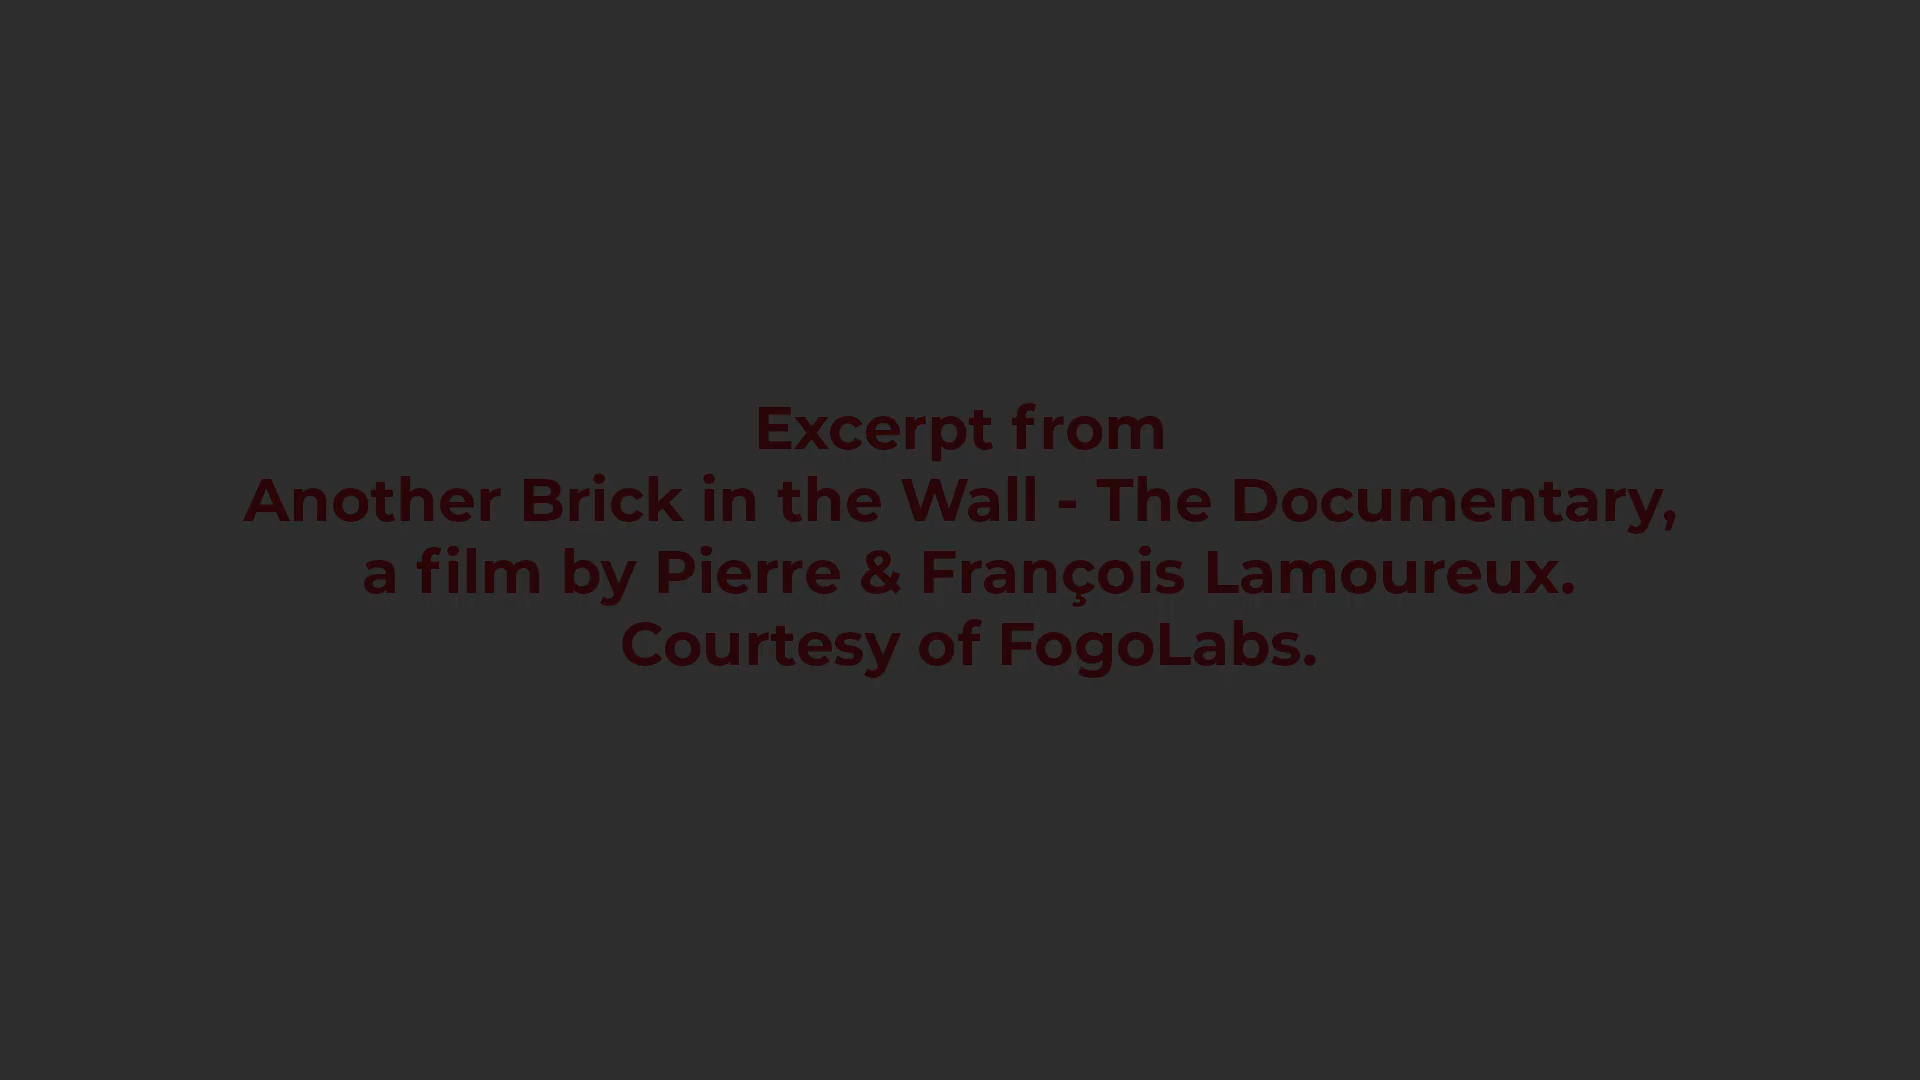 Excerpt from
Another Brick in the Wall - The Documentary,
a film by Pierre & François Lamoureux.
Courtesy of FogoLabs.